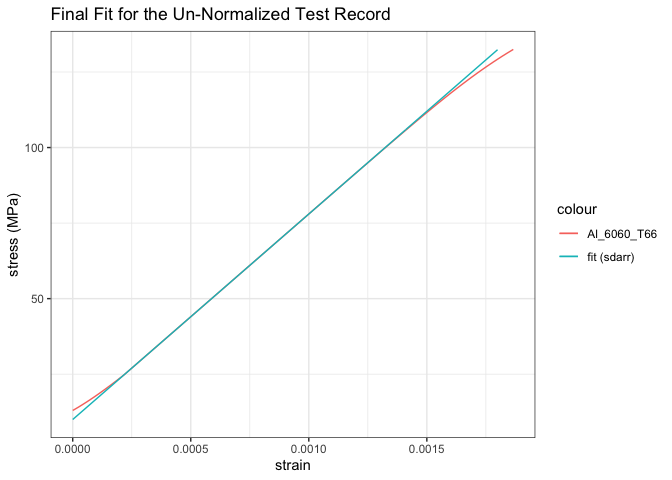 Final Fit for the Un-Normalized Test Record
stress (MPa)
100
50
0.0000
0.0005
0.0010
0.0015
strain
colour
Al_6060_T66
fit (sdarr)